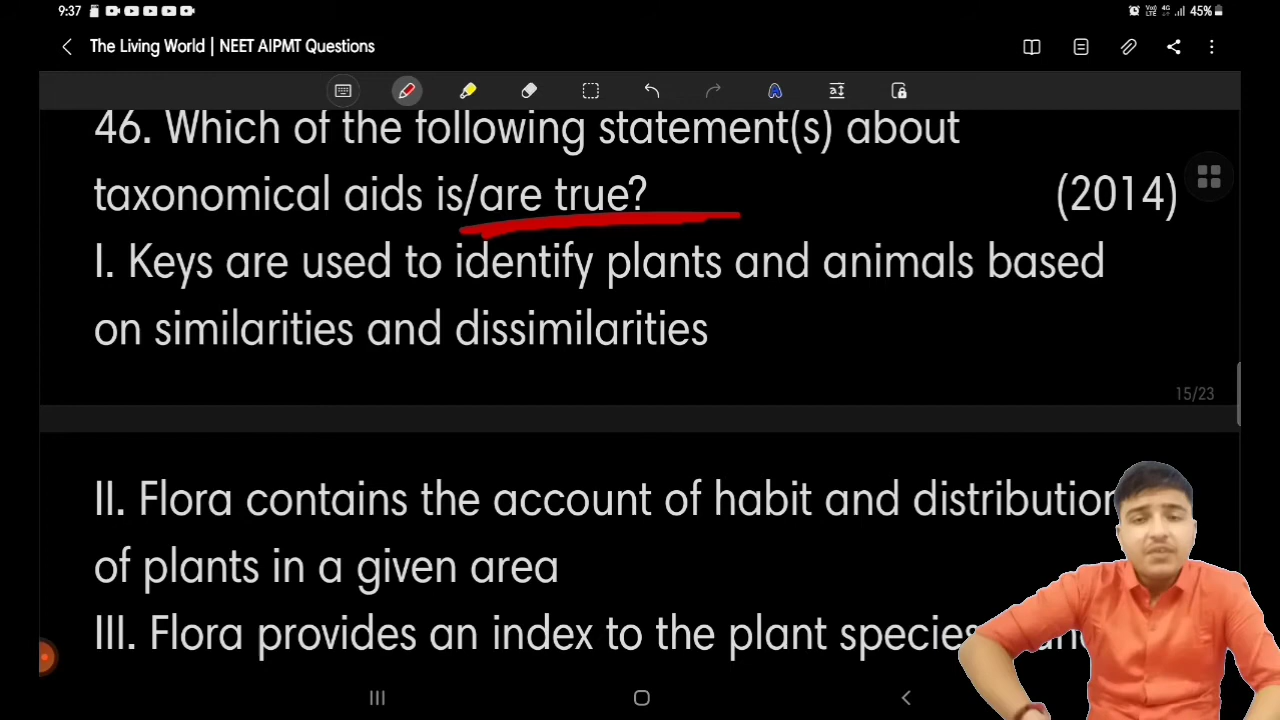 9:37
Vo) LTE 4G 45%
The Living World | NEET AIPMT Questions
46. Which of the following statement(s) about
taxonomical aids is/are true? (2014)
I. Keys are used to identify plants and animals based
on similarities and dissimilarities
15/23
II. Flora contains the account of habit and distribution
of plants in a given area
III. Flora provides an index to the plant species